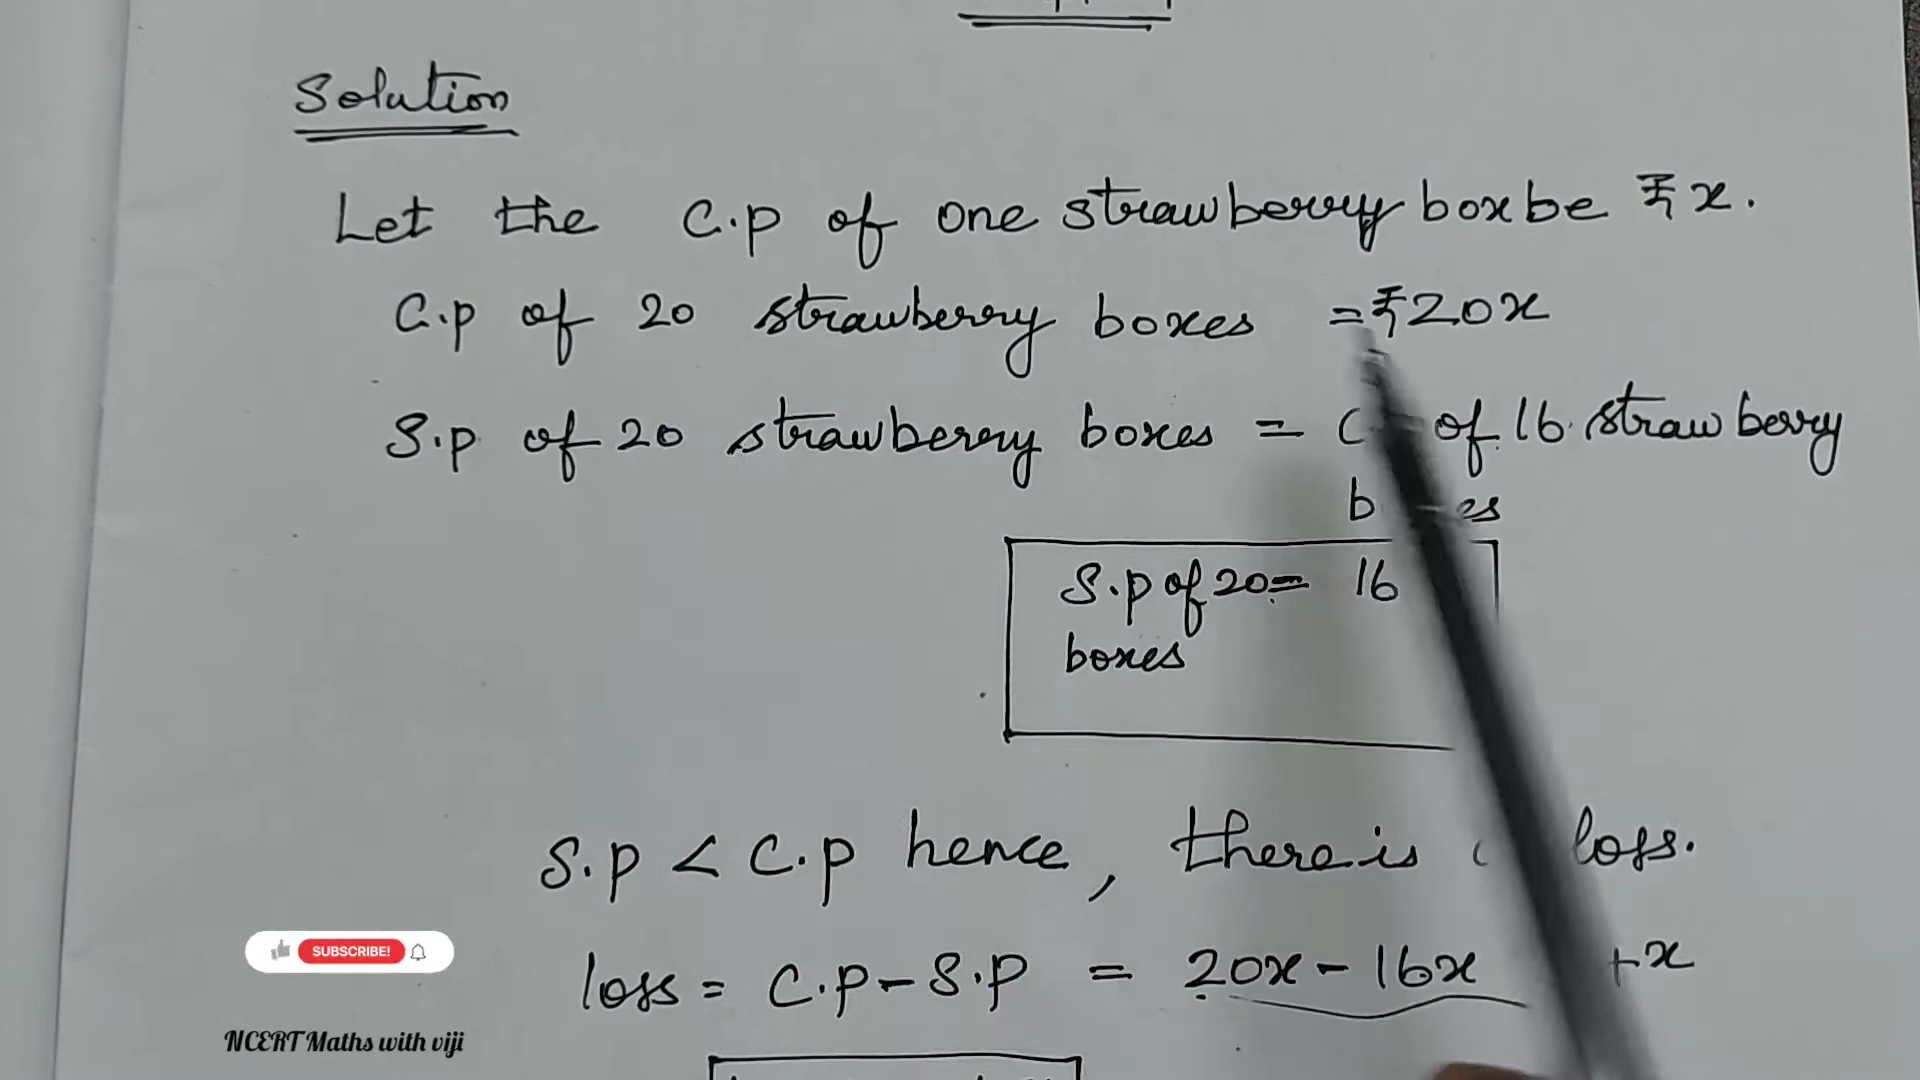 Solution
Let the C.p of one strawberry box be ₹ x.
C.p of 20 strawberry boxes = ₹20x
S.p of 20 strawberry boxes = of 16 strawberry
S.p of 20 = 16
boxes
S.p < C.p hence, there is loss.
loss = C.p - S.p = 20x - 16x
SUBSCRIBE!
NCERT Maths with viji